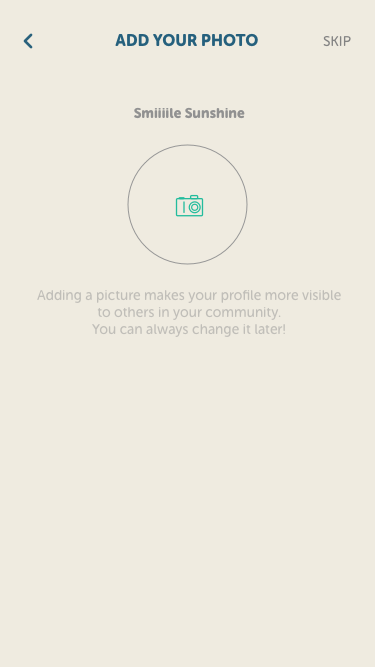 ADD YOUR PHOTO
SKIP
Smiiiile Sunshine
Adding a picture makes your profile more visible
to others in your community.
You can always change it later!